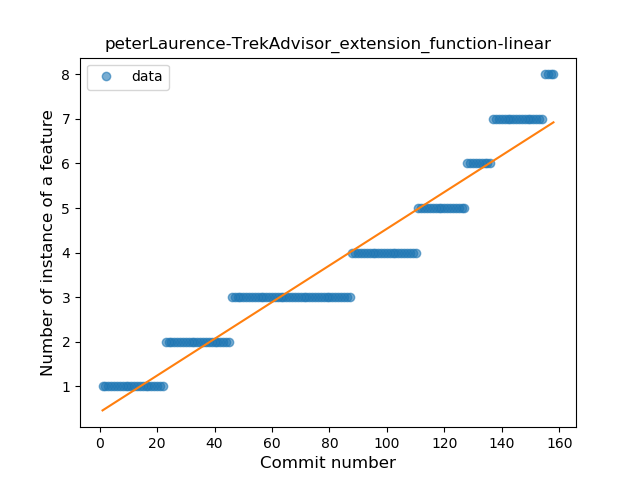 peterLaurence-TrekAdvisor_extension_function-linear
data
Number of instance of a feature
8
7
6
5
4
3
2
1
0 20 40 60 80 100 120 140 160
Commit number